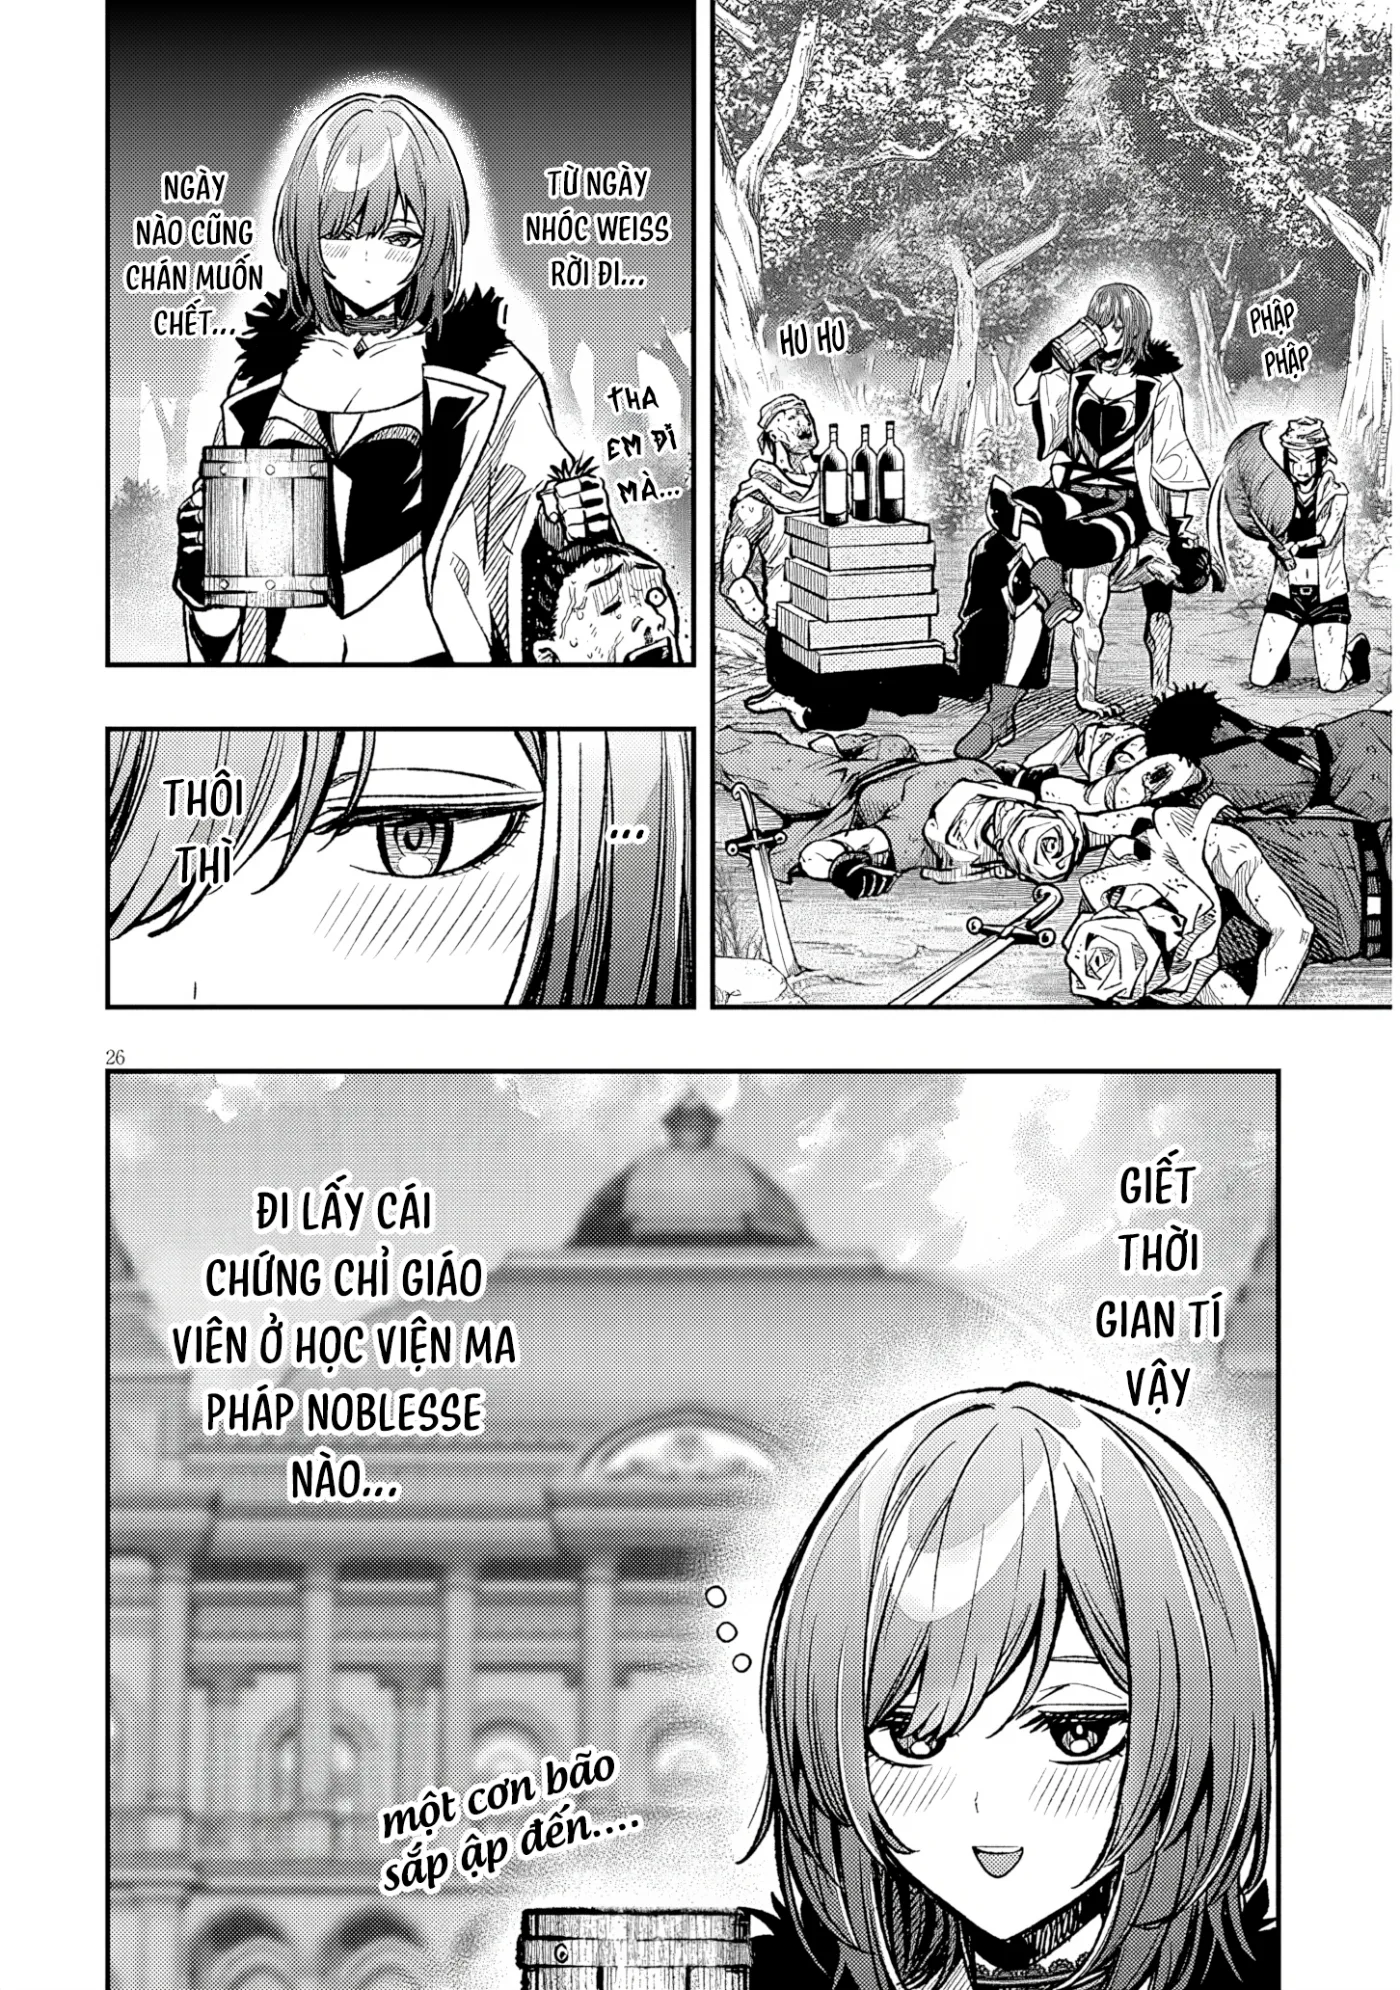 HU HU
PHẬP
PHẬP
TỪ NGÀY
NHÓC WEISS
RỜI ĐI...
NGÀY
NÀO CŨNG
CHÁN MUỐN
CHẾT...
THA
EM ĐI
MÀ...
...
THÔI
THÌ
26
GIẾT
THỜI
GIAN TÍ
VẬY
ĐI LẤY CÁI
CHỨNG CHỈ GIÁO
VIÊN Ở HỌC VIỆN MA
PHÁP NOBLESSE
NÀO...
một cơn bão
sắp ập đến....